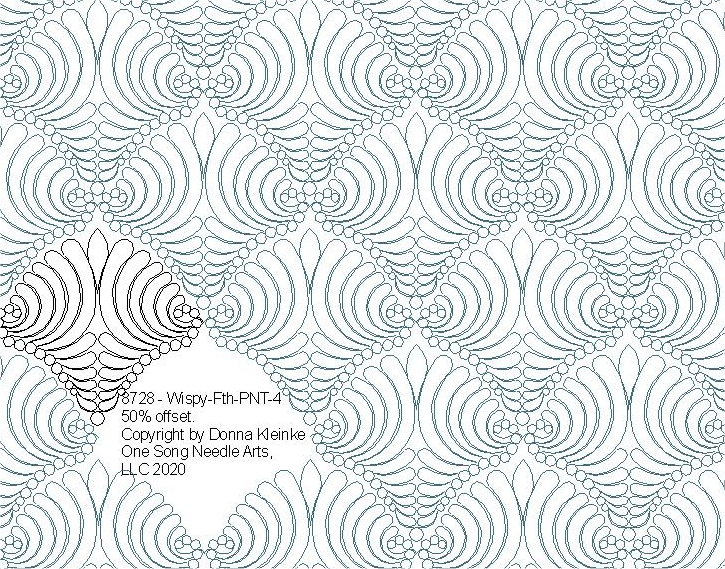 8728 - Wispy-Fth-PNT-4
50% offset.
Copyright by Donna Kleinke
One Song Needle Arts,
LLC 2020